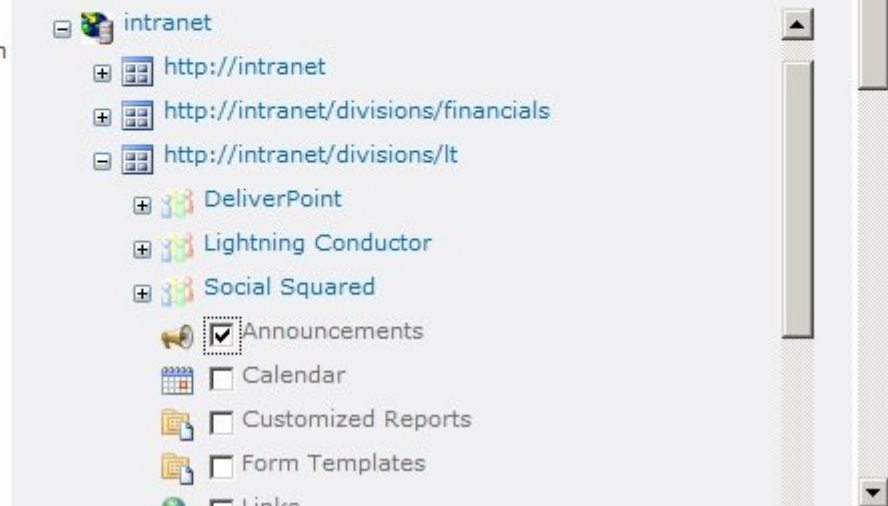 intranet
http://intranet
http://intranet/divisions/financials
http://intranet/divisions/lt
DeliverPoint
Lightning Conductor
Social Squared
Announcements
Calendar
Customized Reports
Form Templates
Links